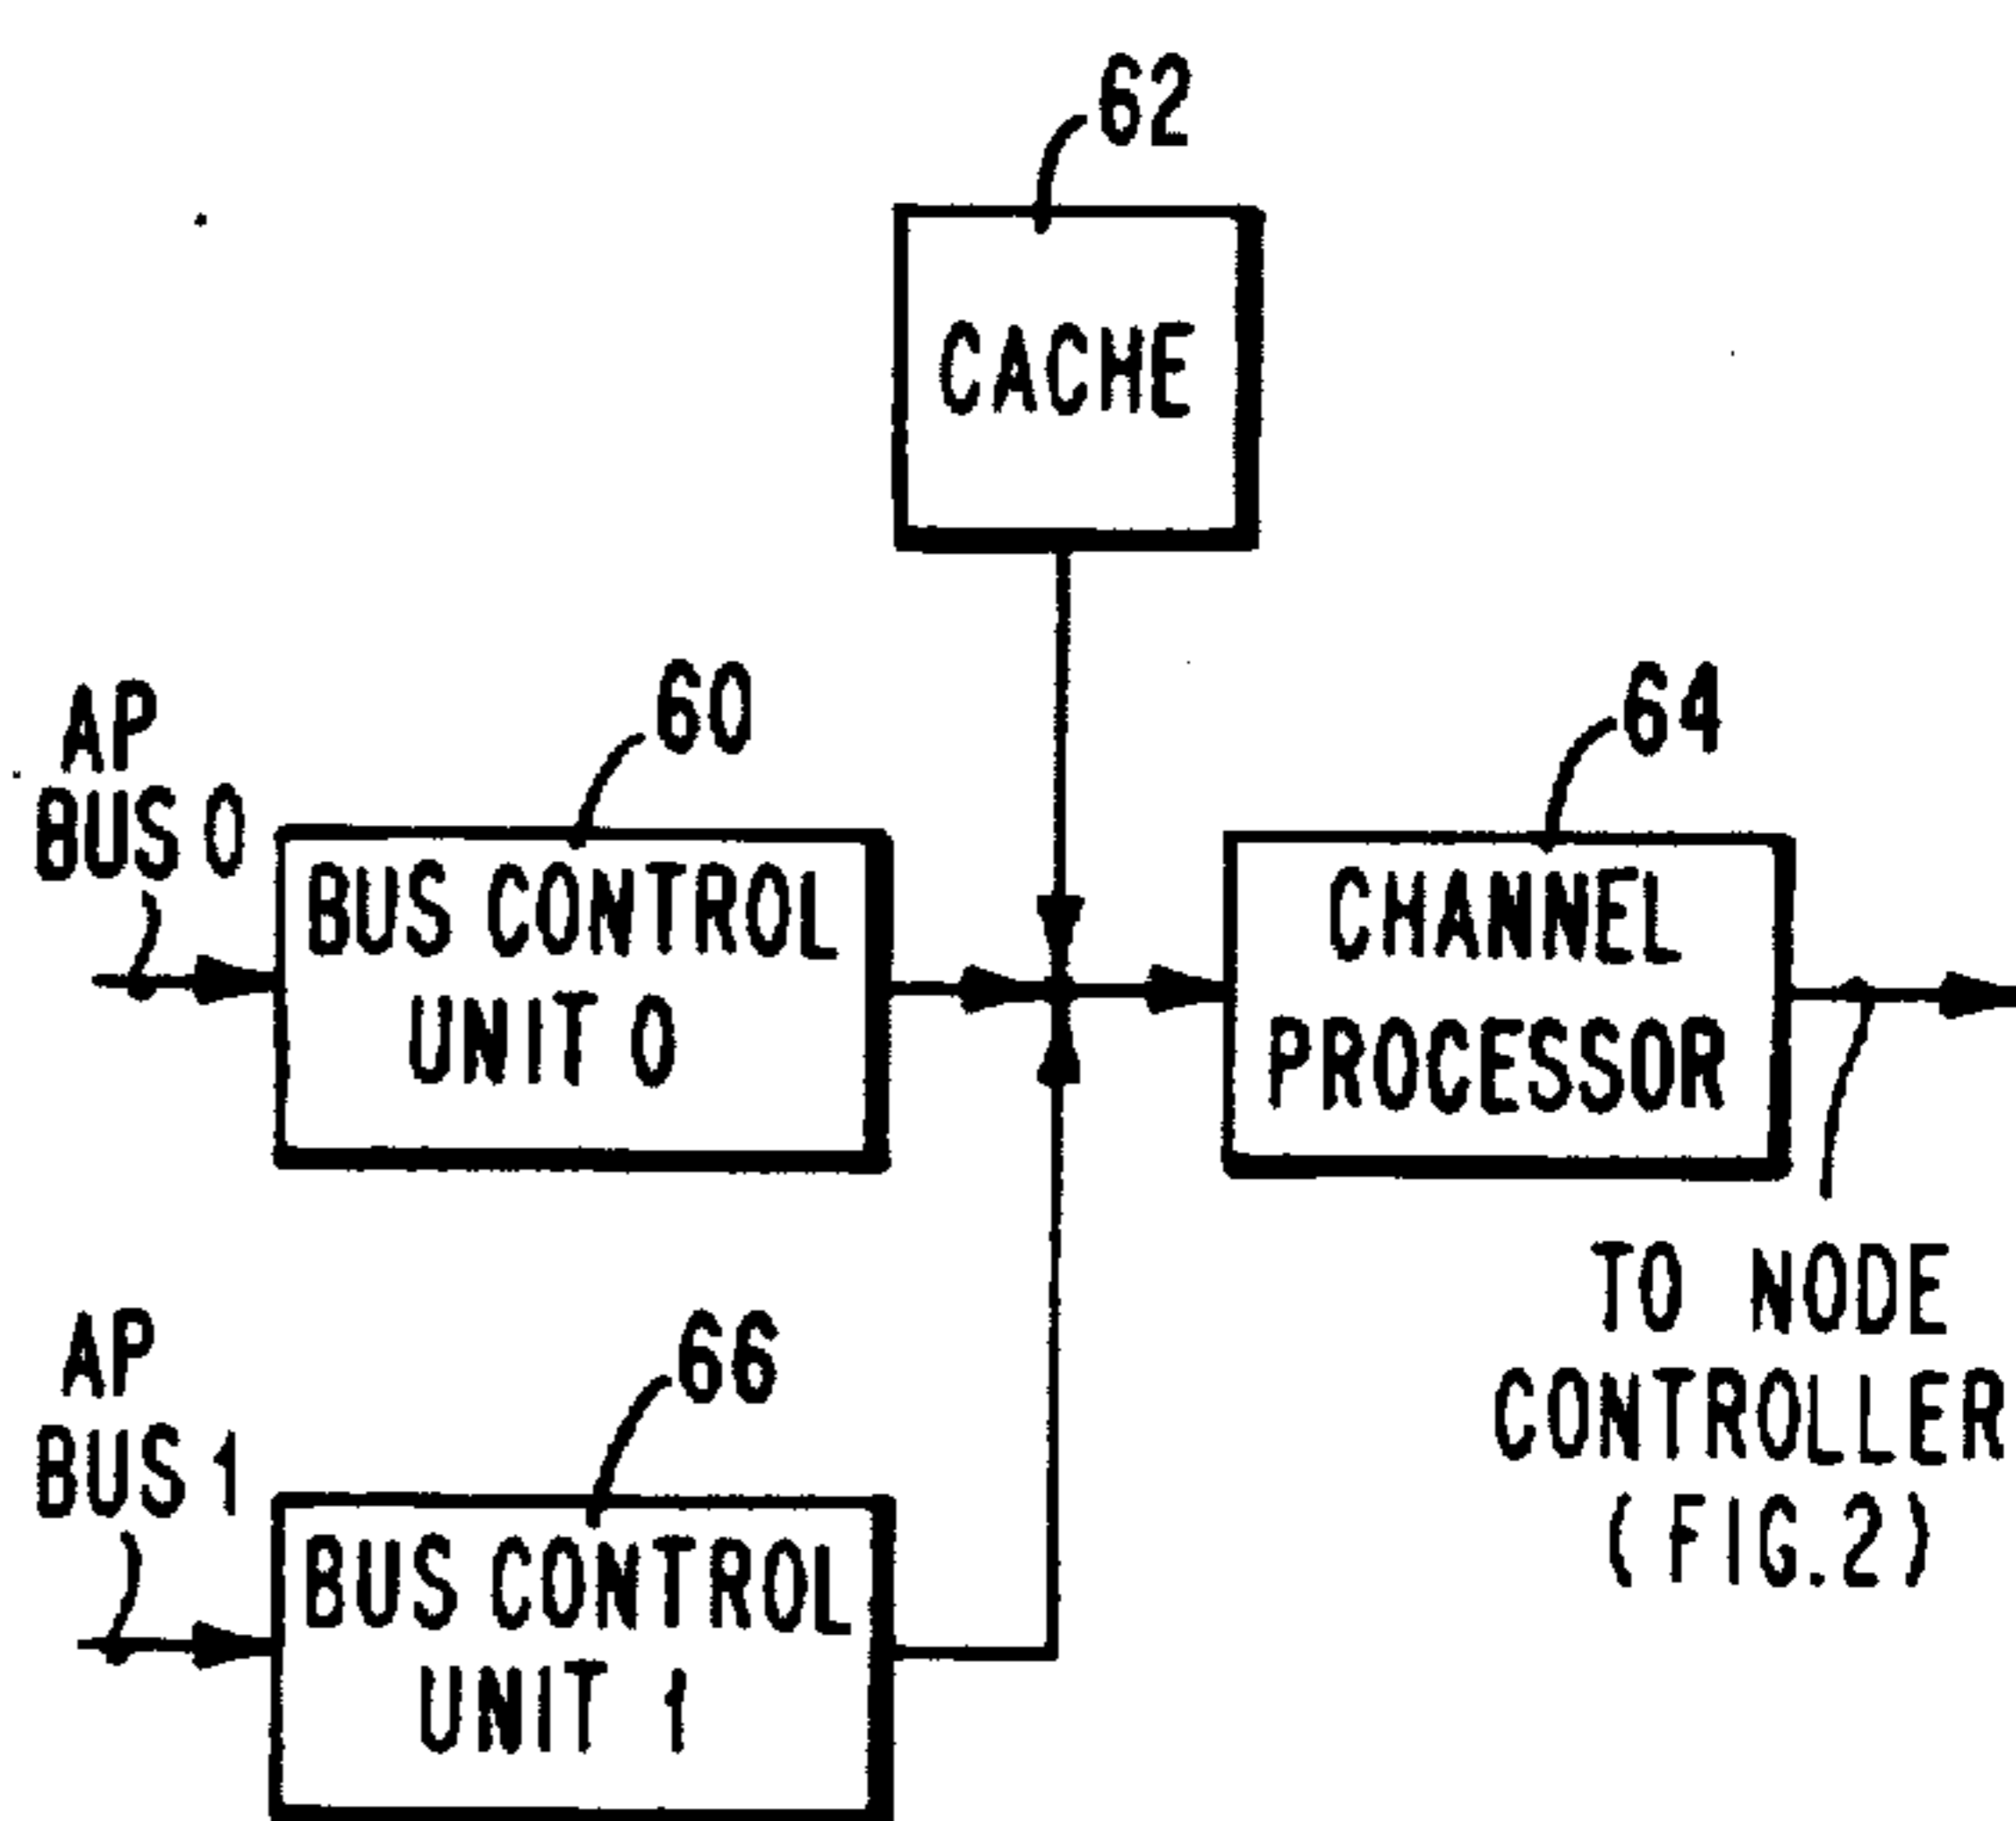 62
CACHE
AP
BUS 0
60
BUS CONTROL
UNIT 0
64
CHANNEL
PROCESSOR
TO NODE
CONTROLLER
(FIG.2)
AP
BUS 1
66
BUS CONTROL
UNIT 1